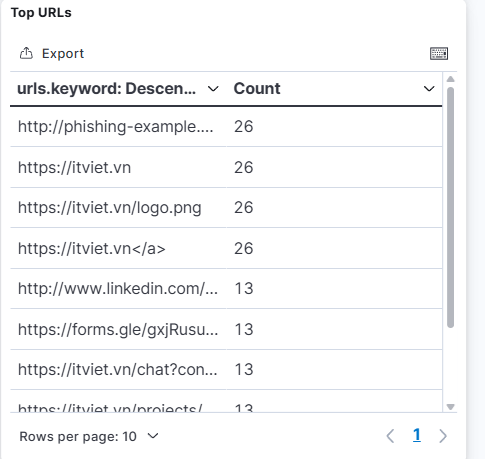 Top URLs
Export
urls.keyword: Descen... Count
http://phishing-example.... 26
https://itviet.vn 26
https://itviet.vn/logo.png 26
https://itviet.vn</a> 26
http://www.linkedin.com/... 13
https://forms.gle/gxjRusu... 13
https://itviet.vn/chat?con... 13
https://itviet.vn/projects/ 13
Rows per page: 10 1